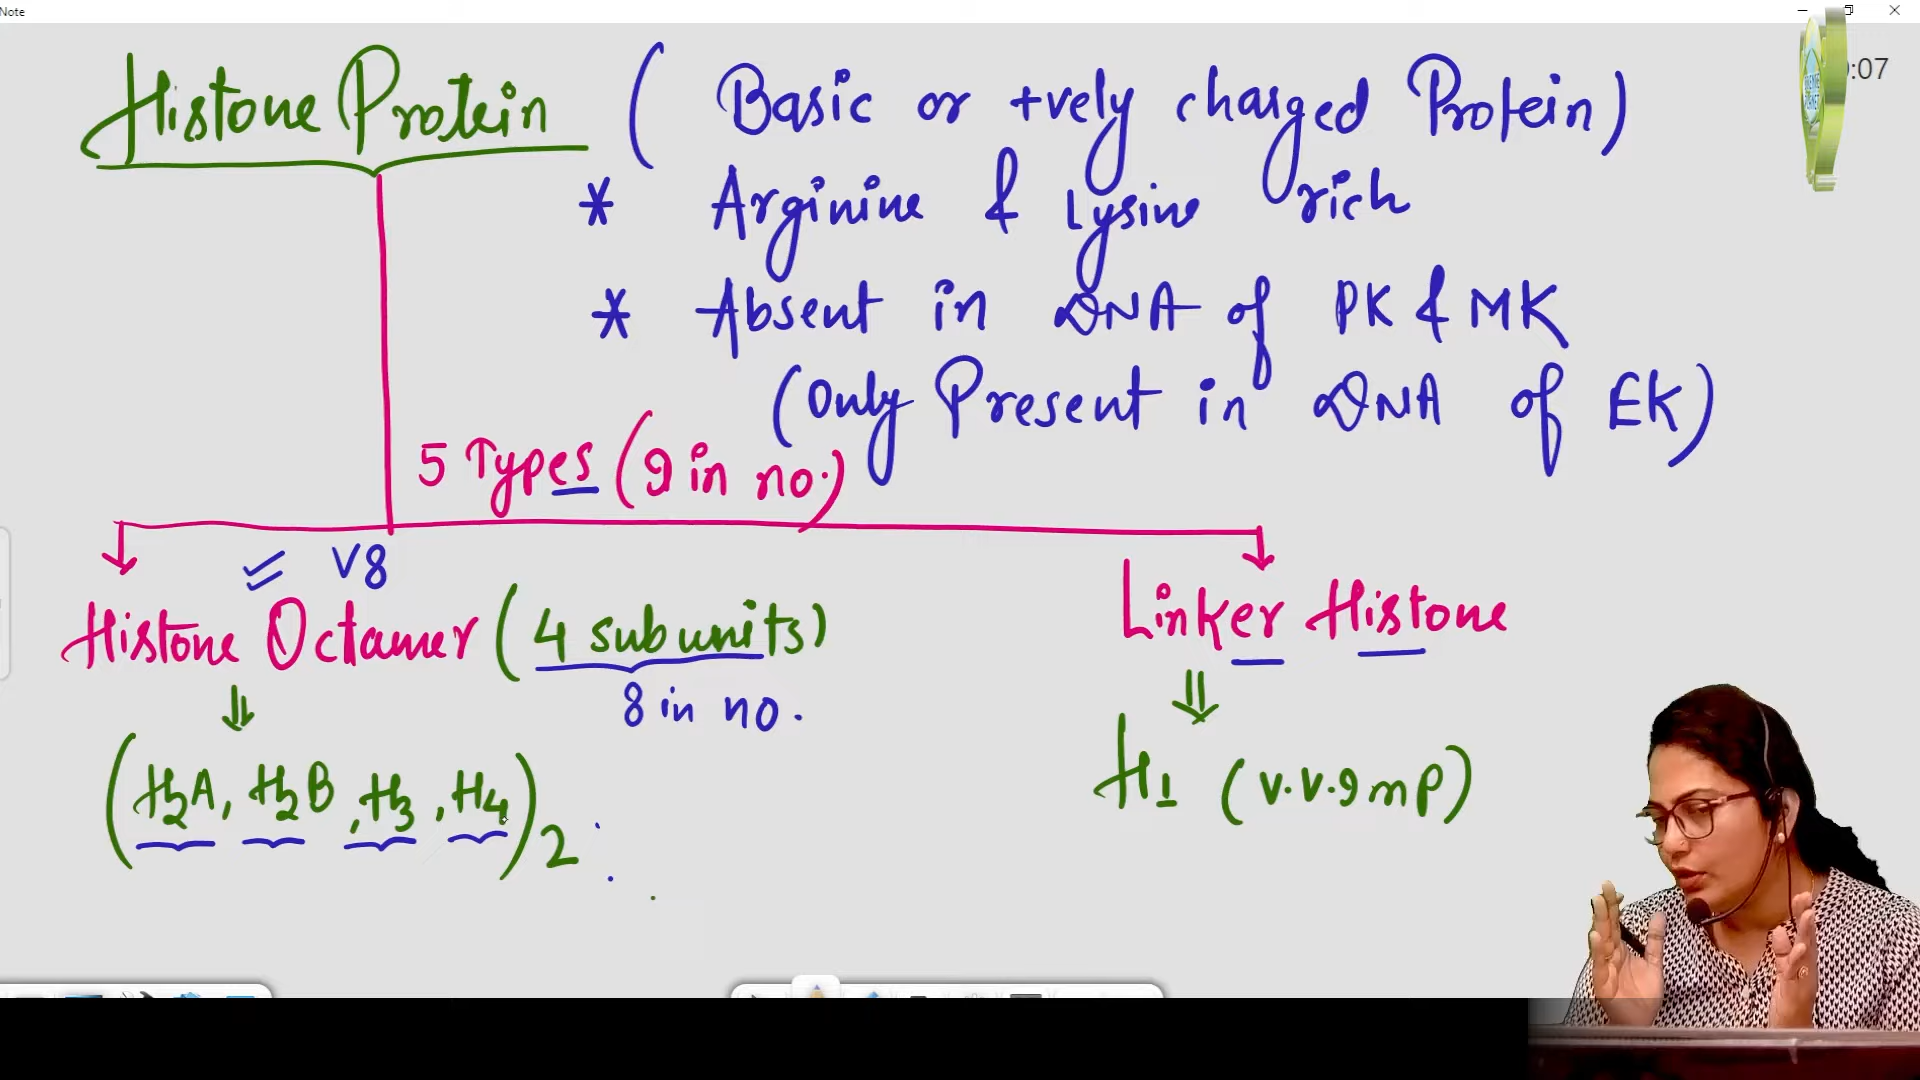 Note
:07
Histone Protein ( Basic or +vely charged Protein)
* Arginine & Lysine rich
* Absent in DNA of PK & MK
(Only Present in DNA of EK)
5 Types (9 in no.)
V8
Histone Octamer (4 subunits)
8 in no.
Linker Histone
(H2A, H2B, H3, H4)2
H1 (V.V.Imp)